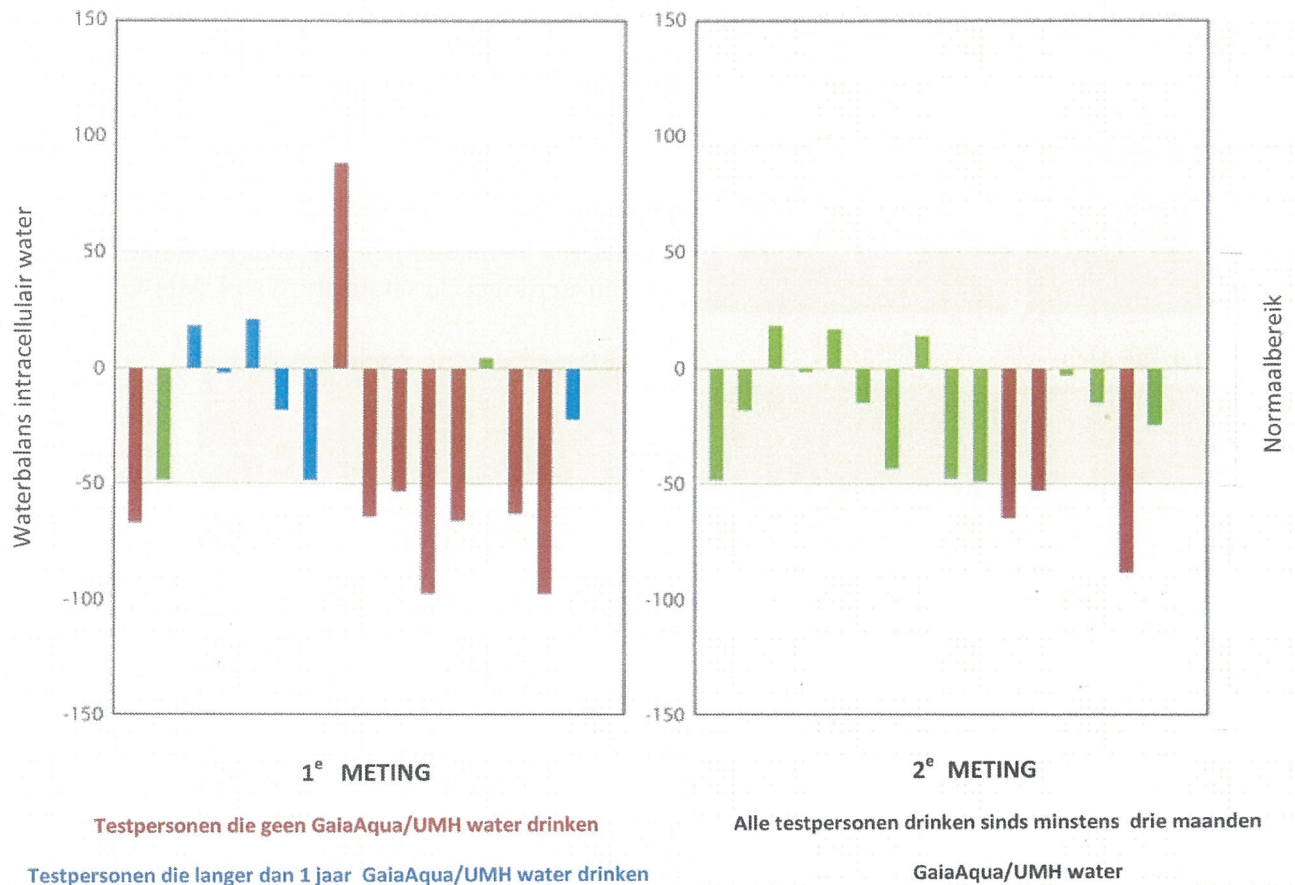 Waterbalans intracellulair water
150
100
50
0
-50
-100
-150
1e METING
Testpersonen die geen GaiaAqua/UMH water drinken
Testpersonen die langer dan 1 jaar GaiaAqua/UMH water drinken
150
100
50
0
-50
-100
-150
Normaalbereik
2e METING
Alle testpersonen drinken sinds minstens drie maanden
GaiaAqua/UMH water